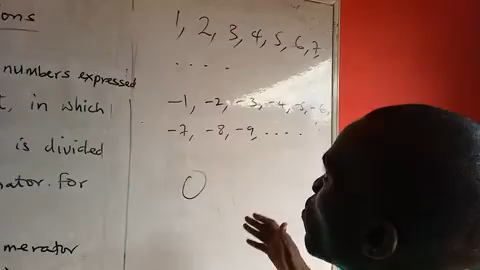 ons
numbers expressed
t, in which
is divided
ator. For
merator
1, 2, 3, 4, 5, 6, 7,
. . . .
-1, -2, -3, -4, -5, -6,
-7, -8, -9, . . . .
0